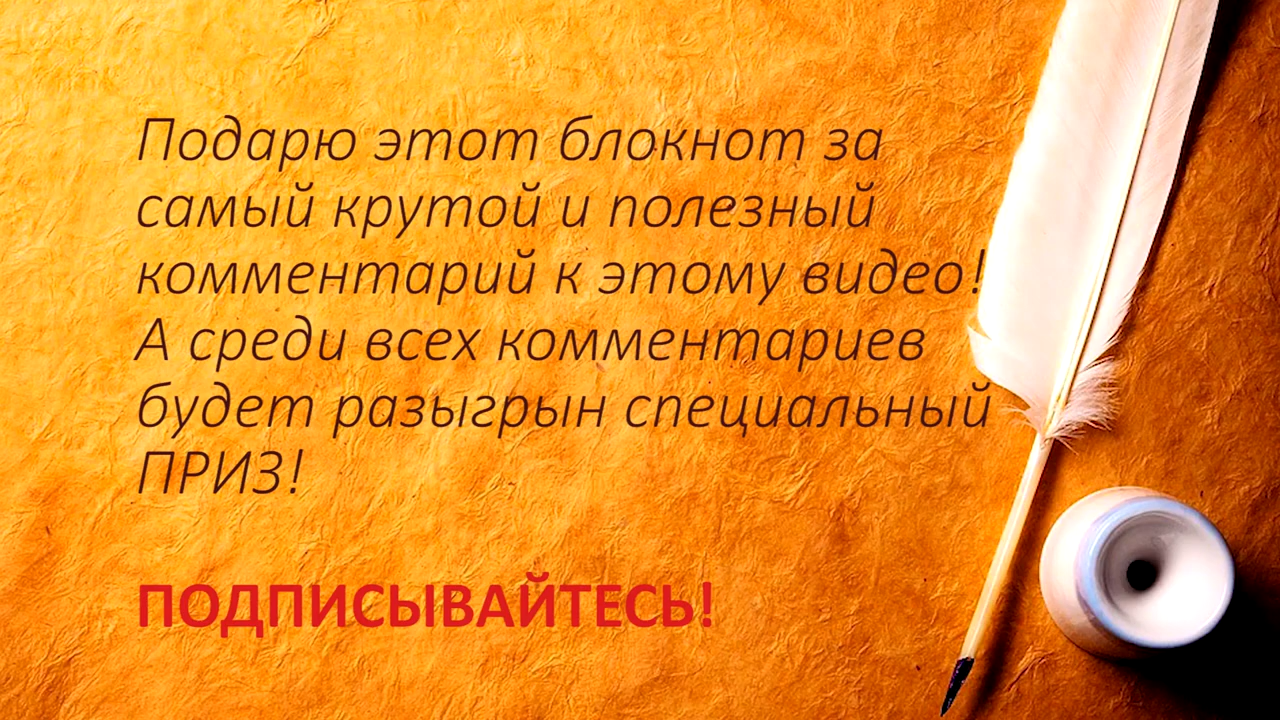 Подарю этот блокнот за
самый крутой и полезный
комментарий к этому видео!
А среди всех комментариев
будет разыгрын специальный
ПРИЗ!
ПОДПИСЫВАЙТЕСЬ!